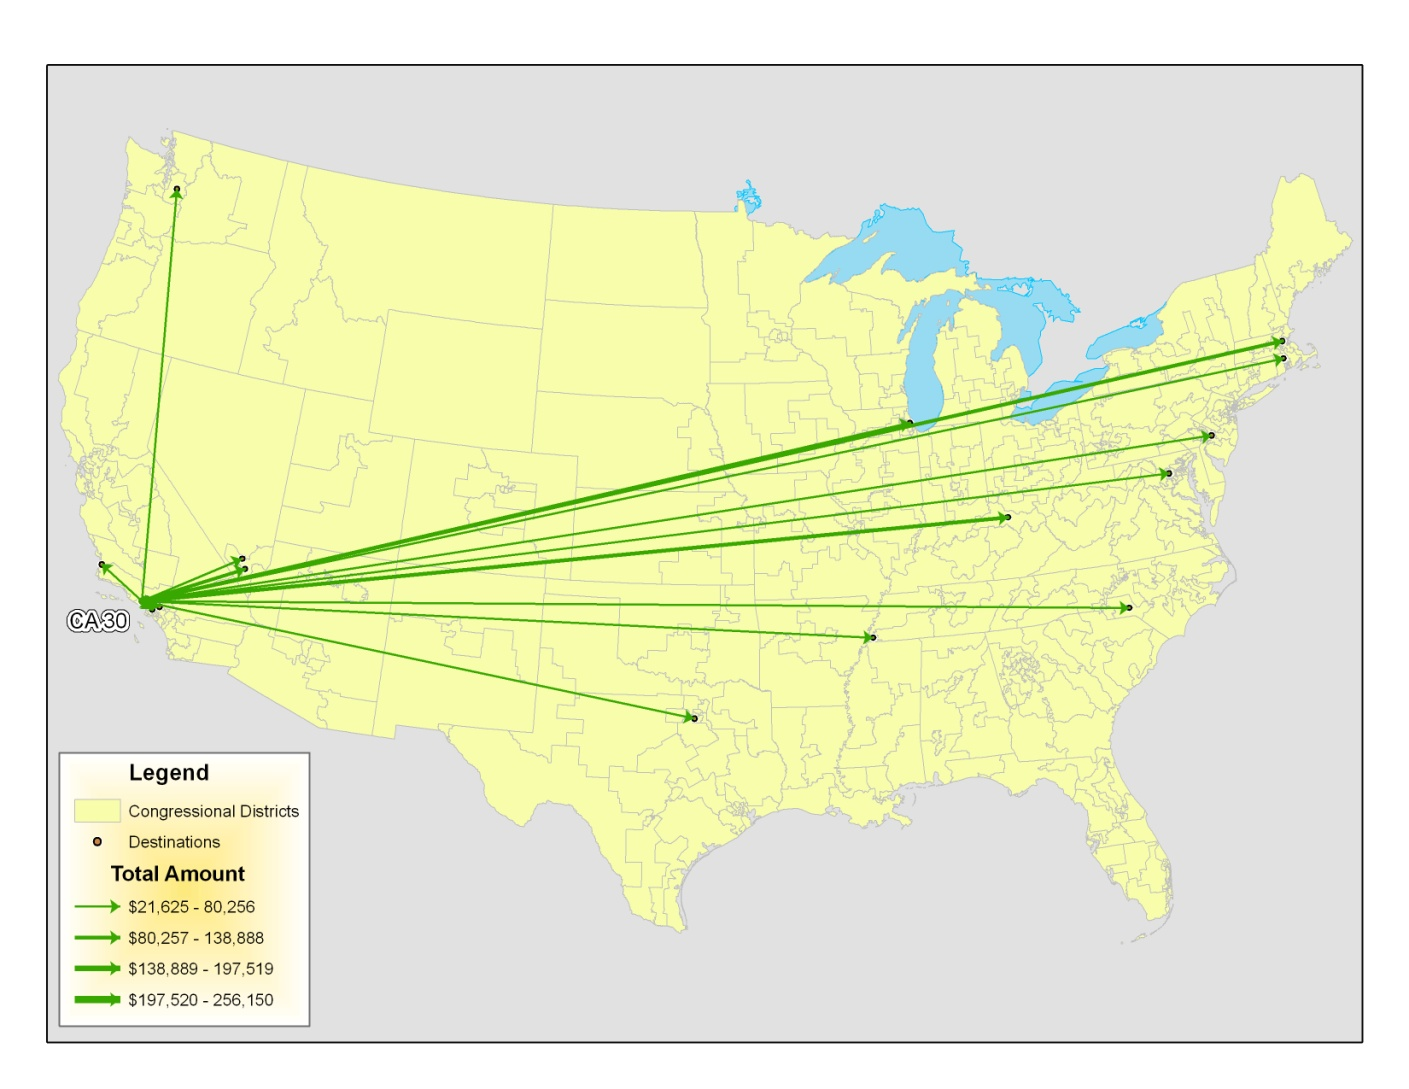 CA 30
Legend
Congressional Districts
Destinations
Total Amount
$21,625 - 80,256
$80,257 - 138,888
$138,889 - 197,519
$197,520 - 256,150